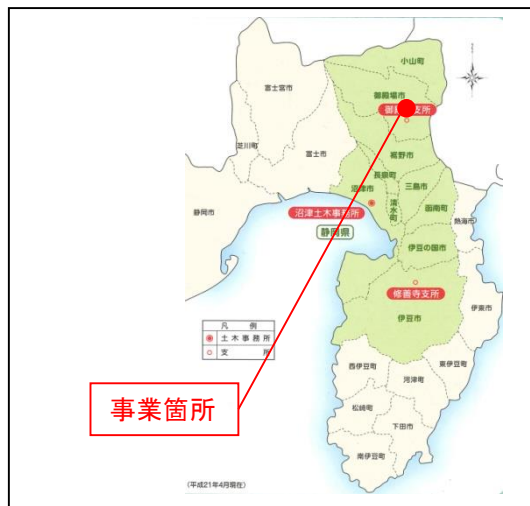 小山町
御殿場市
富士宮市
御殿場支所
裾野市
芝川町
富士市
長泉町
沼津市
三島市
清水町
函南町
静岡市
沼津土木事務所
熱海市
静岡県
伊豆の国市
修善寺支所
伊東市
伊豆市
凡 例
土木事務所
支 所
西伊豆町
東伊豆町
河津町
事業箇所
松崎町
下田市
南伊豆町
(平成21年4月現在)